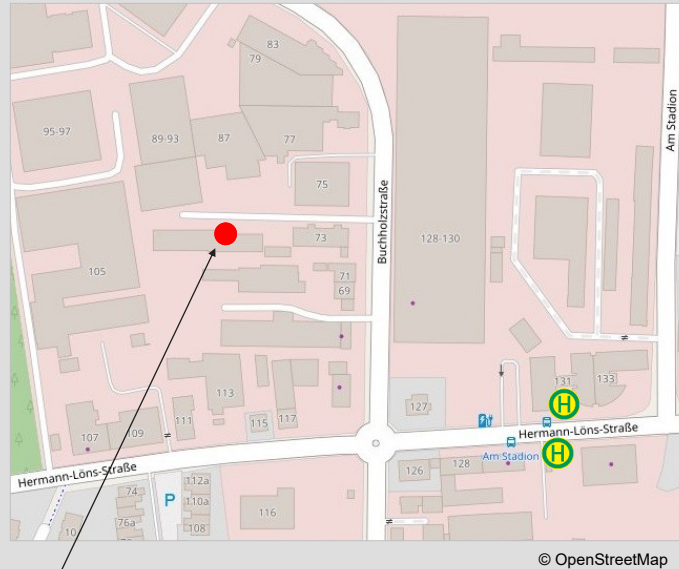 83
79
95-97
89-93
87
77
75
Am Stadion
Buchholzstraße
73
128-130
105
71
69
131
133
113
127
107
109
111
115
117
Hermann-Löns-Straße
H
Am Stadion
H
126
128
Hermann-Löns-Straße
74
112a
P
110a
76a
108
116
10
© OpenStreetMap